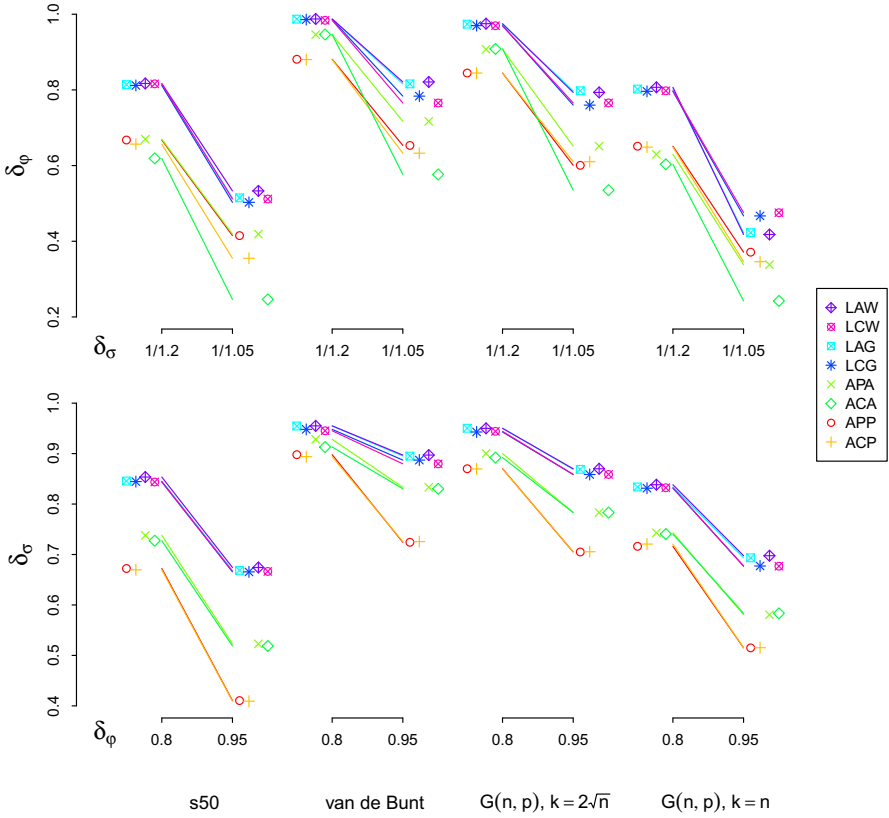 1.0
0.8
0.6
0.4
0.2
δφ
δσ
1/1.2 1/1.05 1/1.2 1/1.05 1/1.2 1/1.05 1/1.2 1/1.05
LAW
LCW
LAG
LCG
APA
ACA
APP
ACP
1.0
0.9
0.8
0.7
0.6
0.5
0.4
δσ
δφ
0.8 0.95 0.8 0.95 0.8 0.95 0.8 0.95
s50 van de Bunt G(n, p), k = 2√n G(n, p), k = n